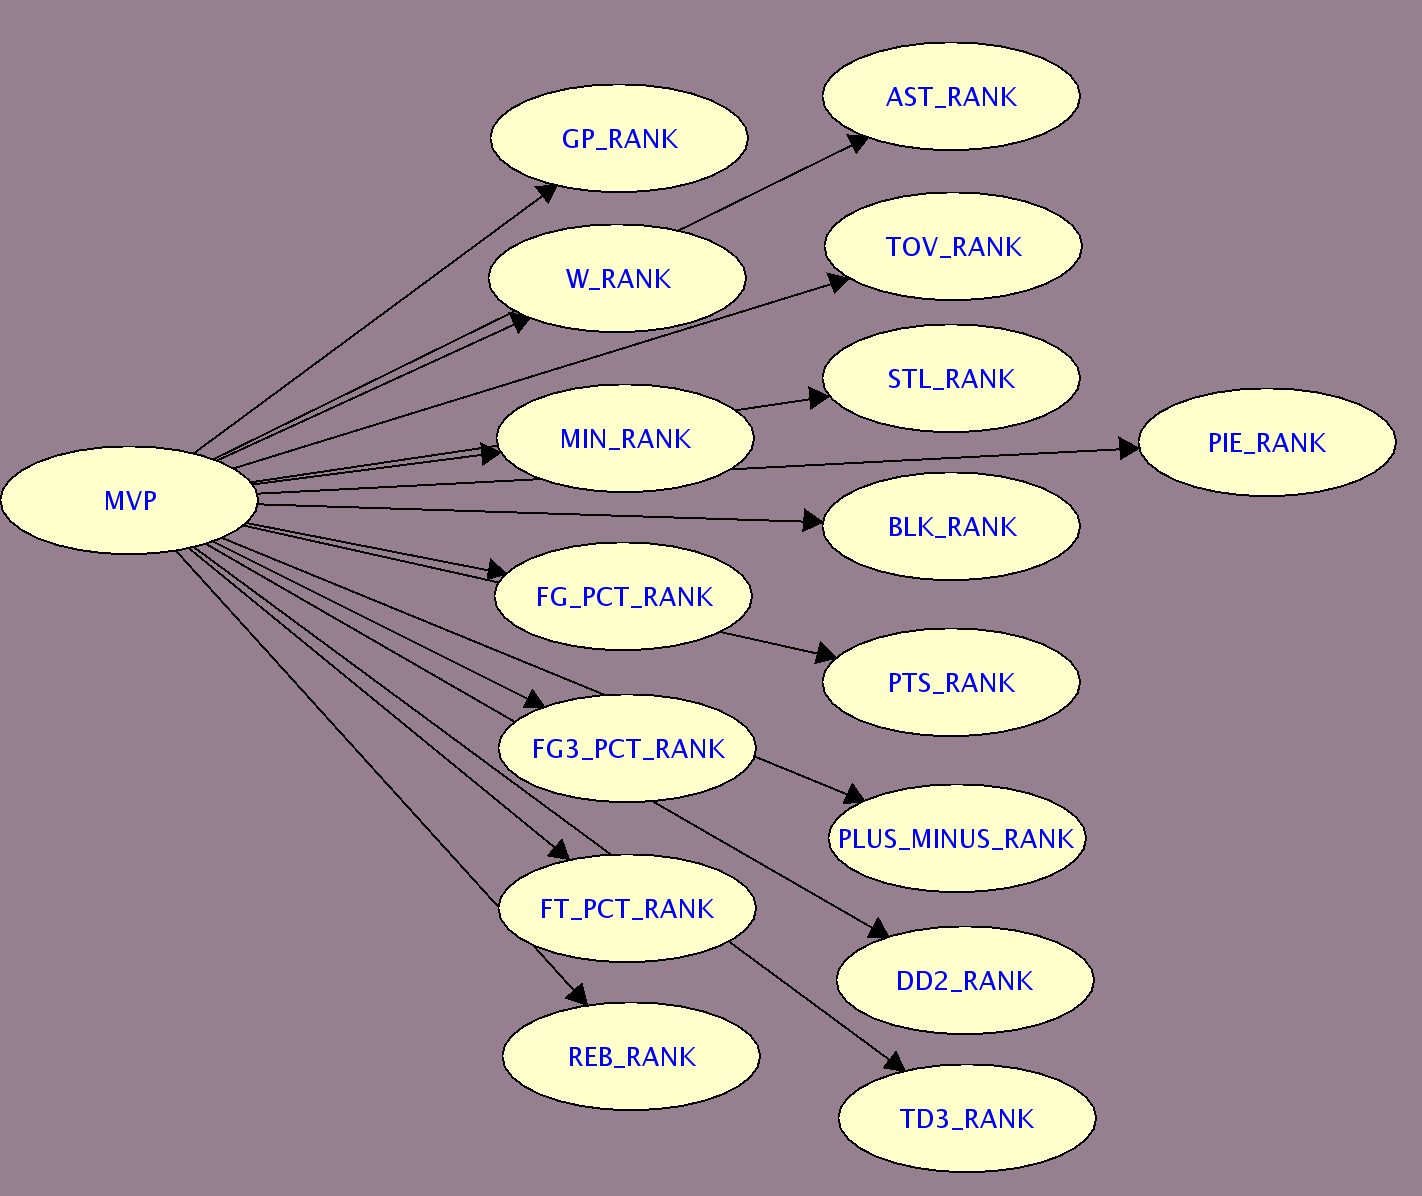 MVP
GP_RANK
W_RANK
MIN_RANK
FG_PCT_RANK
FG3_PCT_RANK
FT_PCT_RANK
REB_RANK
AST_RANK
TOV_RANK
STL_RANK
BLK_RANK
PTS_RANK
PLUS_MINUS_RANK
DD2_RANK
TD3_RANK
PIE_RANK